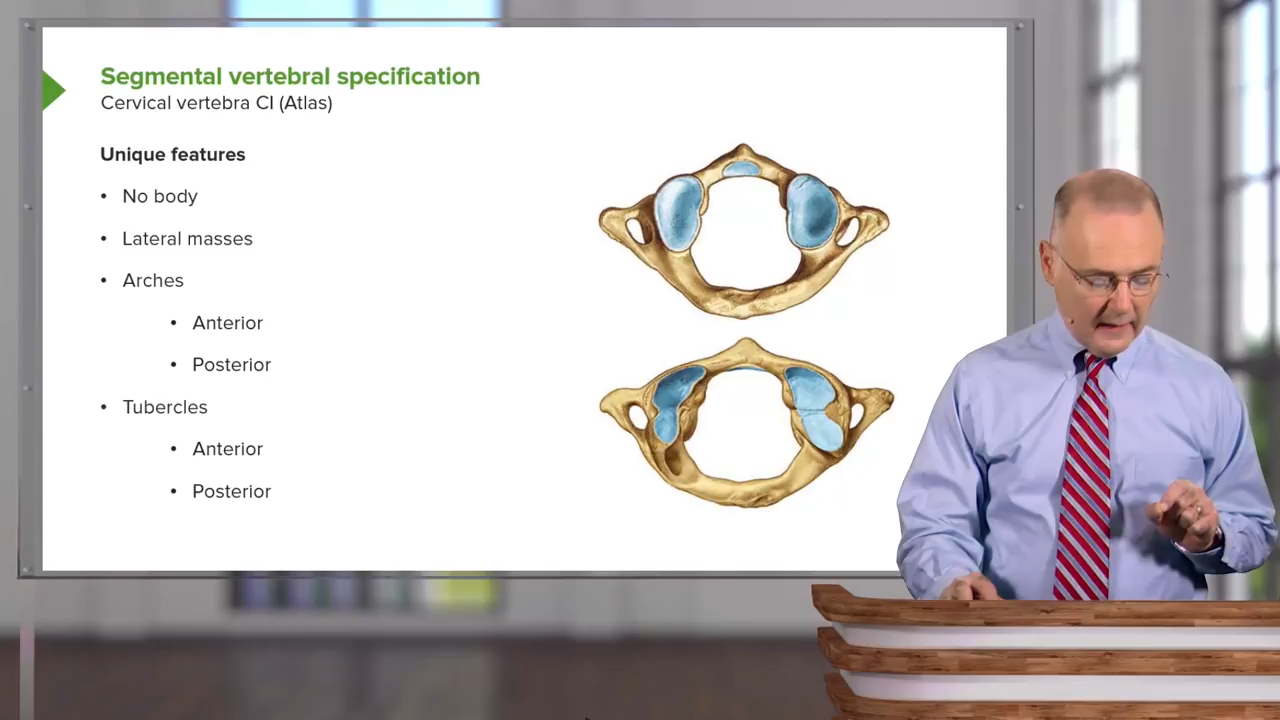 Segmental vertebral specification
Cervical vertebra CI (Atlas)
Unique features
• No body
• Lateral masses
• Arches
• Anterior
• Posterior
• Tubercles
• Anterior
• Posterior